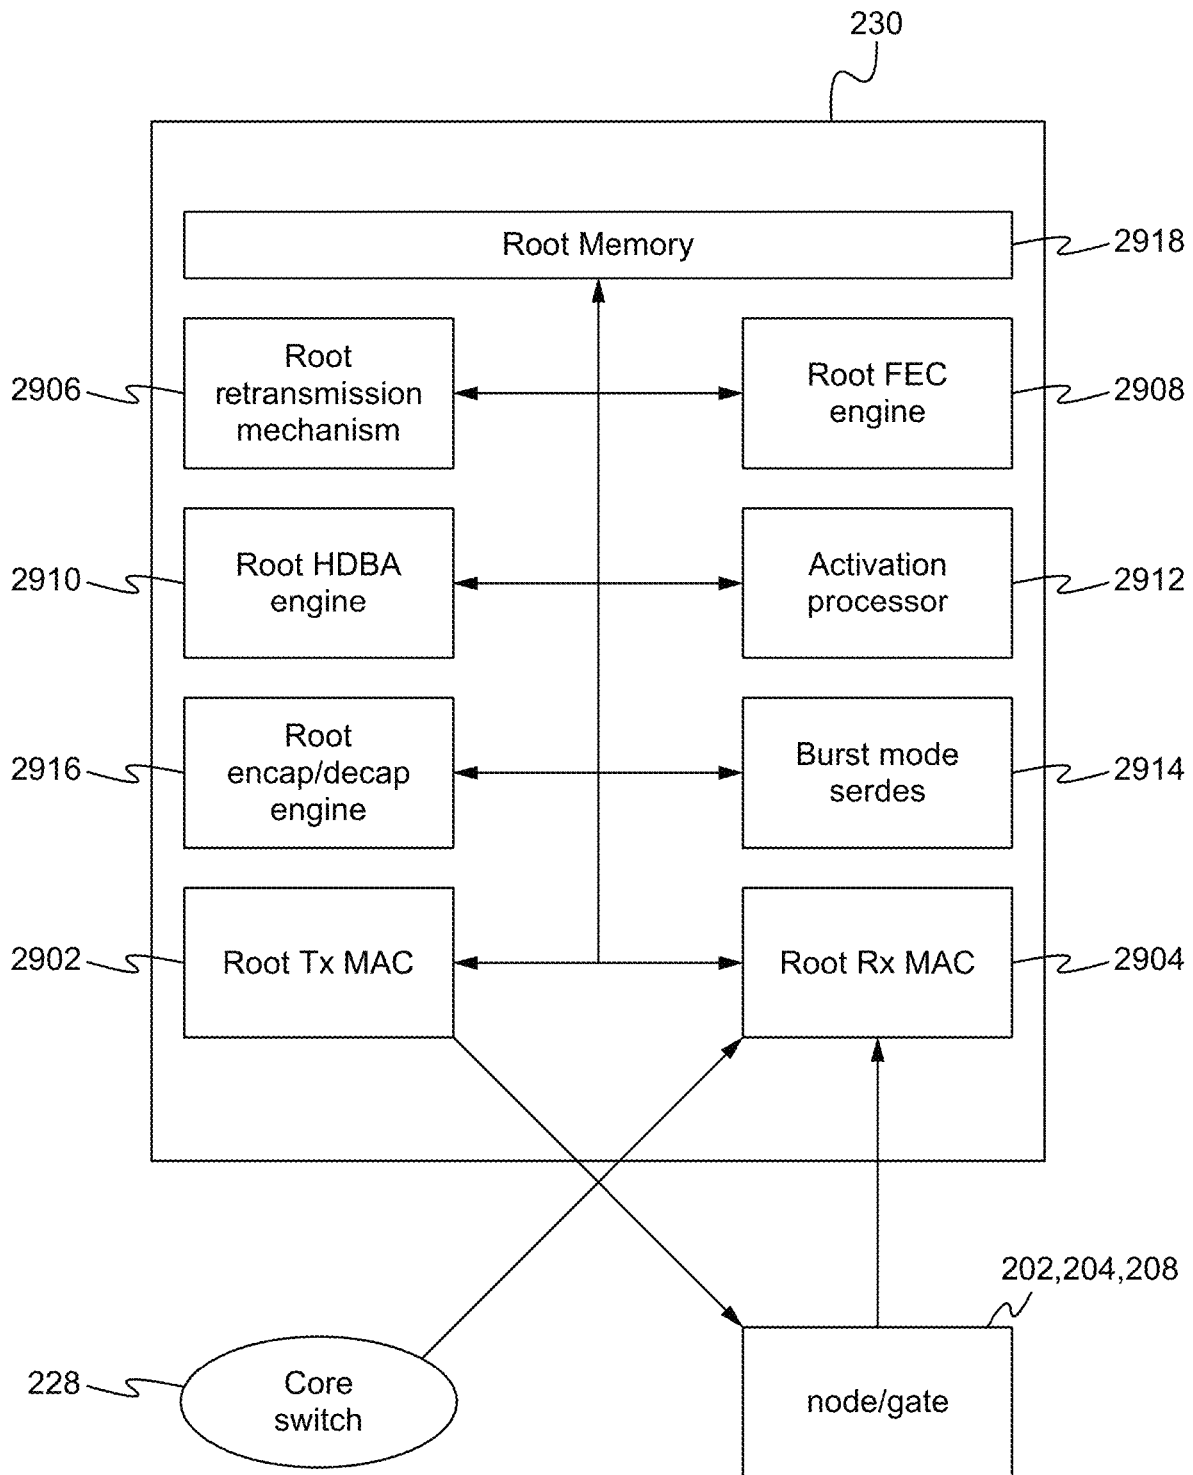 230
Root Memory
2918
2906
Root
retransmission
mechanism
Root FEC
engine
2908
2910
Root HDBA
engine
Activation
processor
2912
2916
Root
encap/decap
engine
Burst mode
serdes
2914
2902
Root Tx MAC
Root Rx MAC
2904
202,204,208
228
Core
switch
node/gate